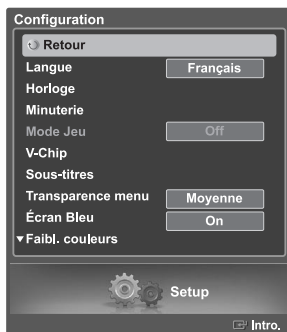 Configuration
Retour
Langue Français
Horloge
Minuterie
Mode Jeu Off
V-Chip
Sous-titres
Transparence menu Moyenne
Écran Bleu On
▼Faibl. couleurs
Setup
Intro.